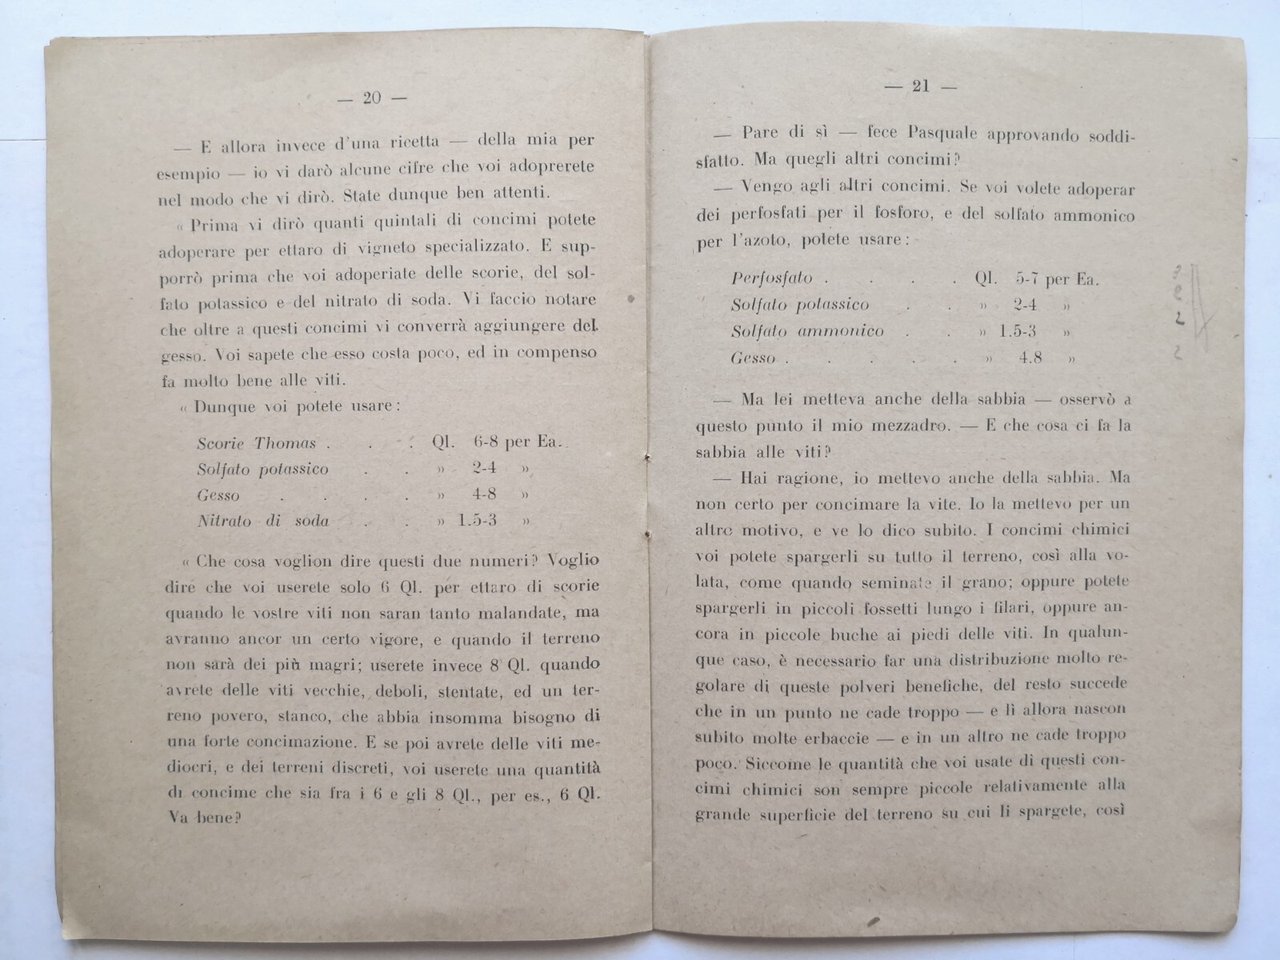 — 20 —
— E allora invece d'una ricetta — della mia per
esempio — io vi darò alcune cifre che voi adoprerete
nel modo che vi dirò. State dunque ben attenti.
« Prima vi dirò quanti quintali di concimi potete
adoperare per ettaro di vigneto specializzato. E sup-
porrò prima che voi adoperiate delle scorie, del sol-
fato potassico e del nitrato di soda. Vi faccio notare
che oltre a questi concimi vi converrà aggiungere del
gesso. Voi sapete che esso costa poco, ed in compenso
fa molto bene alle viti.
« Dunque voi potete usare:
Scorie Thomas . . . Ql. 6-8 per Ea.
Solfato potassico . . » 2-4 »
Gesso . . . . » 4-8 »
Nitrato di soda . . » 1.5-3 »
« Che cosa voglion dire questi due numeri? Voglio
dire che voi userete solo 6 Ql. per ettaro di scorie
quando le vostre viti non saran tanto malandate, ma
avranno ancor un certo vigore, e quando il terreno
non sarà dei più magri; userete invece 8 Ql. quando
avrete delle viti vecchie, deboli, stentate, ed un ter-
reno povero, stanco, che abbia insomma bisogno di
una forte concimazione. E se poi avrete delle viti me-
diocri, e dei terreni discreti, voi userete una quantità
di concime che sia fra i 6 e gli 8 Ql., per es., 6 Ql.
Va bene?
— 21 —
— Pare di sì — fece Pasquale approvando soddi-
sfatto. Ma quegli altri concimi?
— Vengo agli altri concimi. Se voi volete adoperar
dei perfosfati per il fosforo, e del solfato ammonico
per l'azoto, potete usare:
Perfosfato . . . . Ql. 5-7 per Ea.
Solfato potassico . . » 2-4 »
Solfato ammonico . . » 1.5-3 »
Gesso . . . . . » 4.8 »
2
2
— Ma lei metteva anche della sabbia — osservò a
questo punto il mio mezzadro. — E che cosa ci fa la
sabbia alle viti?
— Hai ragione, io mettevo anche della sabbia. Ma
non certo per concimare la vite. Io la mettevo per un
altro motivo, e ve lo dico subito. I concimi chimici
voi potete spargerli su tutto il terreno, così alla vo-
lata, come quando seminate il grano; oppure potete
spargerli in piccoli fossetti lungo i filari, oppure an-
cora in piccole buche ai piedi delle viti. In qualun-
que caso, è necessario far una distribuzione molto re-
golare di queste polveri benefiche, del resto succede
che in un punto ne cade troppo — e lì allora nascon
subito molte erbaccie — e in un altro ne cade troppo
poco. Siccome le quantità che voi usate di questi con-
cimi chimici son sempre piccole relativamente alla
grande superficie del terreno su cui li spargete, così